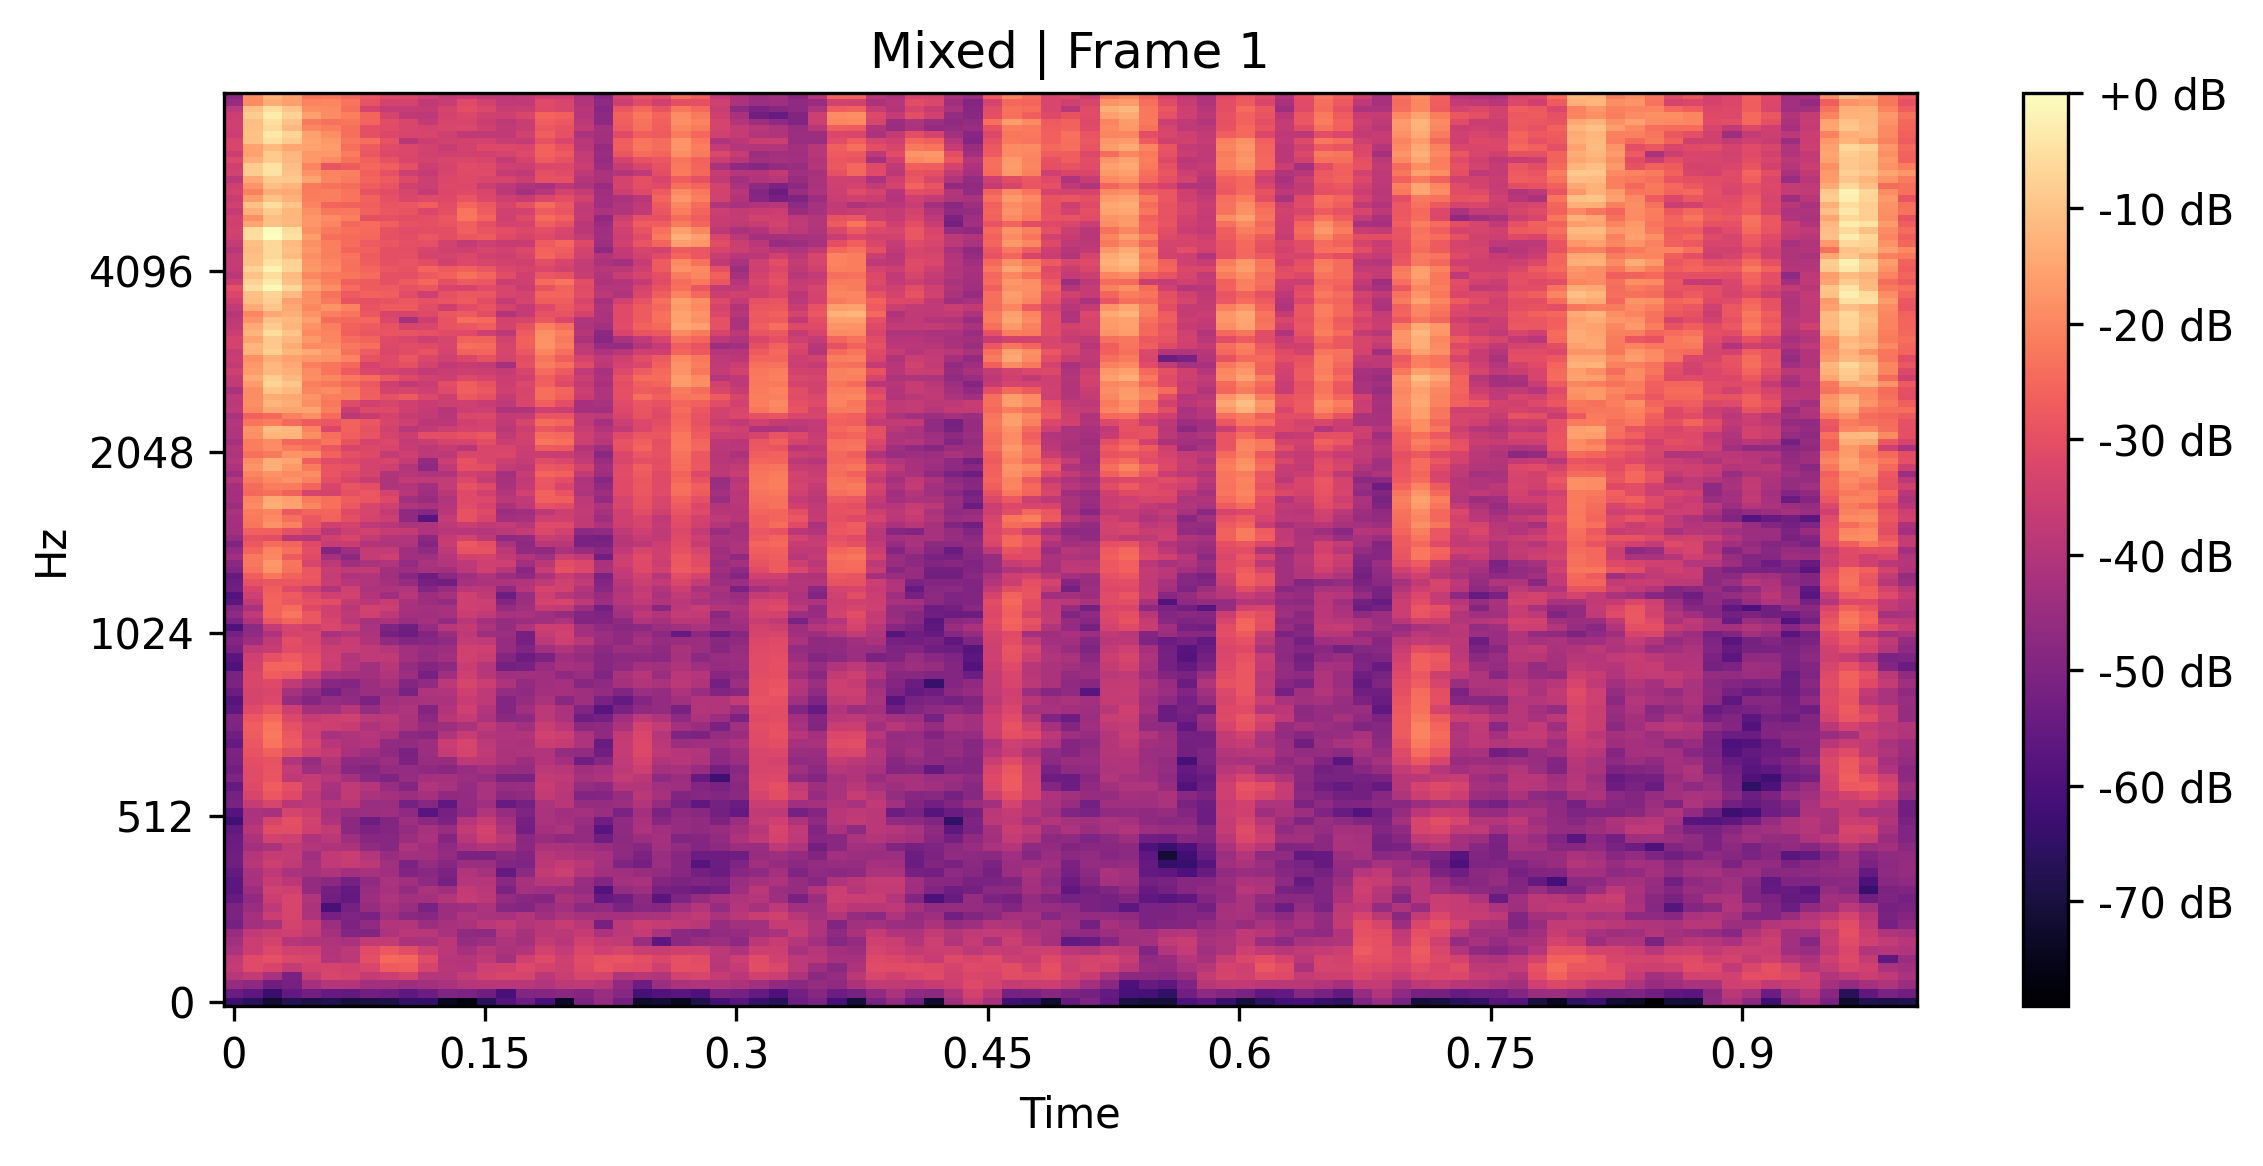 Mixed | Frame 1
Hz
4096
2048
1024
512
0
0 0.15 0.3 0.45 0.6 0.75 0.9
Time
+0 dB
-10 dB
-20 dB
-30 dB
-40 dB
-50 dB
-60 dB
-70 dB